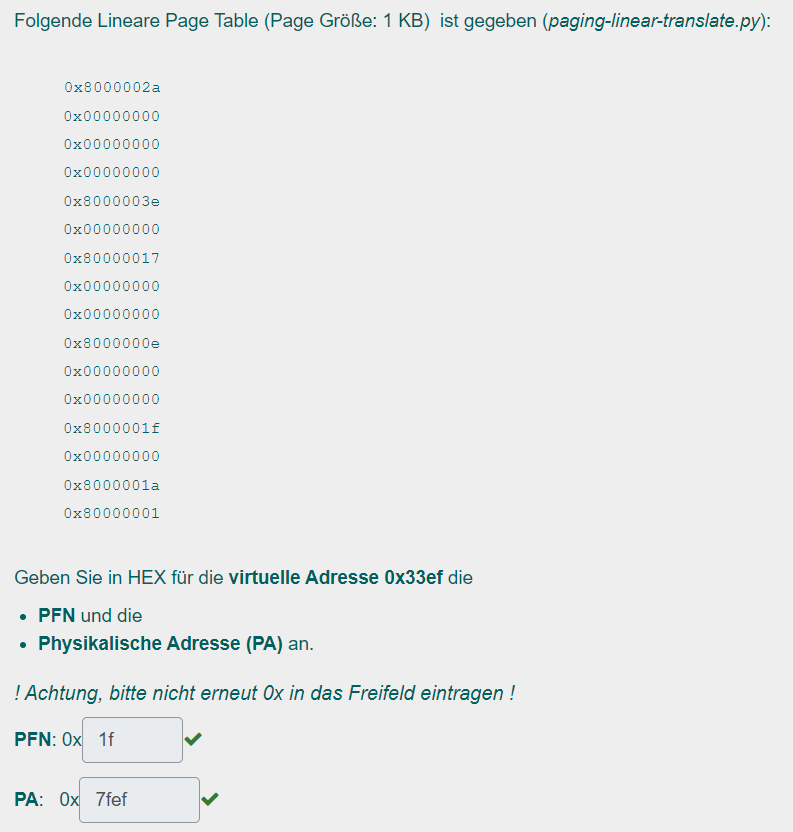 Folgende Lineare Page Table (Page Größe: 1 KB) ist gegeben (paging-linear-translate.py):
0x8000002a
0x00000000
0x00000000
0x00000000
0x8000003e
0x00000000
0x80000017
0x00000000
0x00000000
0x8000000e
0x00000000
0x00000000
0x8000001f
0x00000000
0x8000001a
0x80000001
Geben Sie in HEX für die virtuelle Adresse 0x33ef die
• PFN und die
• Physikalische Adresse (PA) an.
! Achtung, bitte nicht erneut 0x in das Freifeld eintragen !
PFN: 0x 1f
PA: 0x 7fef